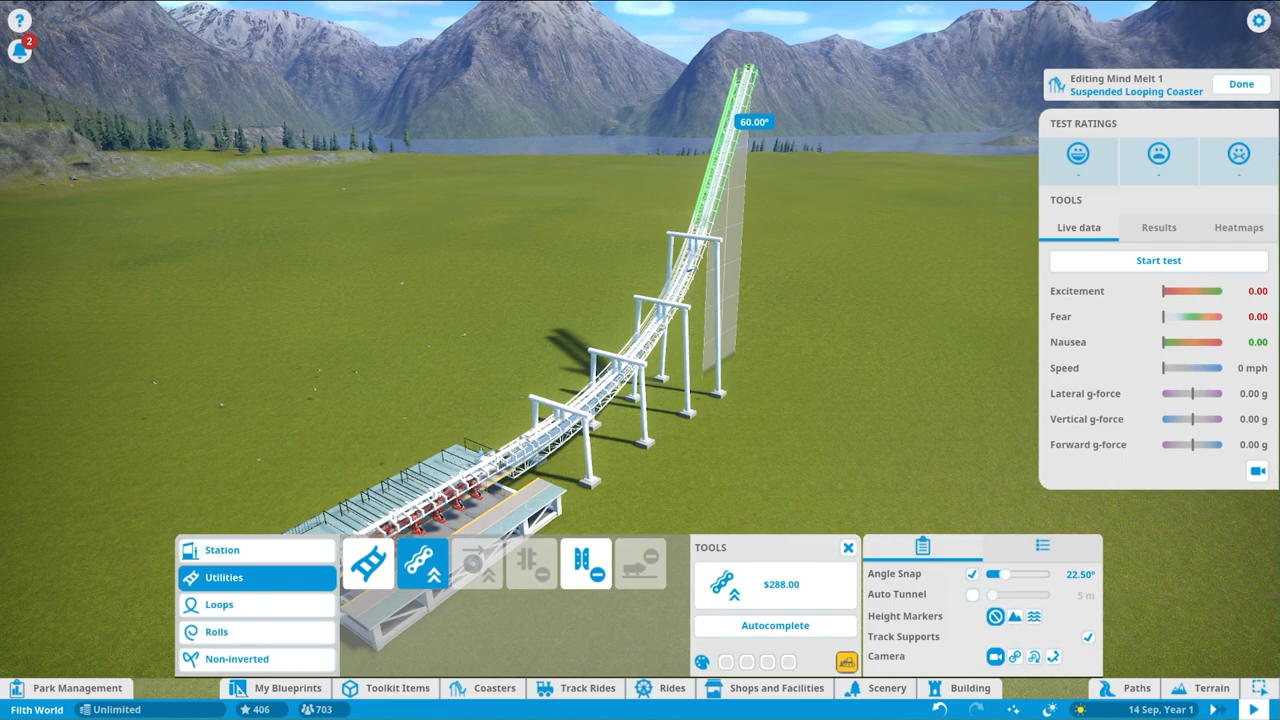 ?
2
60.00°
Editing Mind Melt 1
Suspended Looping Coaster
Done
TEST RATINGS
- - -
TOOLS
Live data Results Heatmaps
Start test
Excitement 0.00
Fear 0.00
Nausea 0.00
Speed 0 mph
Lateral g-force 0.00 g
Vertical g-force 0.00 g
Forward g-force 0.00 g
Station
Utilities
Loops
Rolls
Non-inverted
TOOLS
$288.00
Autocomplete
Angle Snap 22.50°
Auto Tunnel 5 m
Height Markers
Track Supports
Camera
Park Management My Blueprints Toolkit Items Coasters Track Rides Rides Shops and Facilities Scenery Building Paths Terrain
Filth World Unlimited 406 703 14 Sep, Year 1